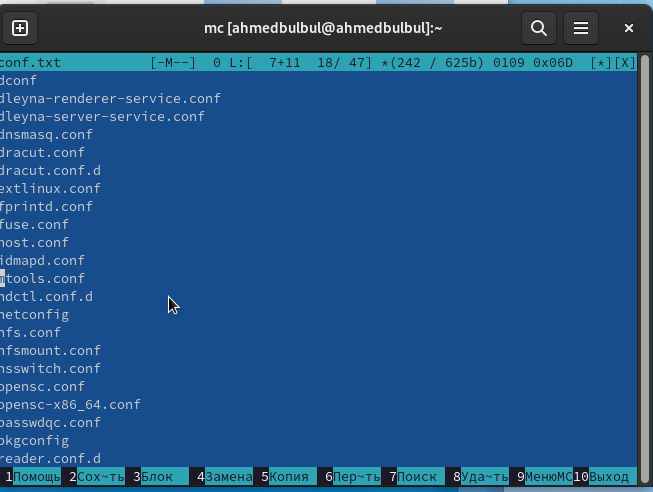 mc [ahmedbulbul@ahmedbulbul]:~
conf.txt [-M--] 0 L:[ 7+11 18/ 47] *(242 / 625b) 0109 0x06D [*][X]
dconf
dleyna-renderer-service.conf
dleyna-server-service.conf
dnsmasq.conf
dracut.conf
dracut.conf.d
extlinux.conf
fprintd.conf
fuse.conf
host.conf
idmapd.conf
mtools.conf
ndctl.conf.d
netconfig
nfs.conf
nfsmount.conf
nsswitch.conf
opensc.conf
opensc-x86_64.conf
passwdqc.conf
pkgconfig
reader.conf.d
1Помощь 2Сох~ть 3Блок 4Замена 5Копия 6Пер~ть 7Поиск 8Уда~ть 9МенюMC 10Выход